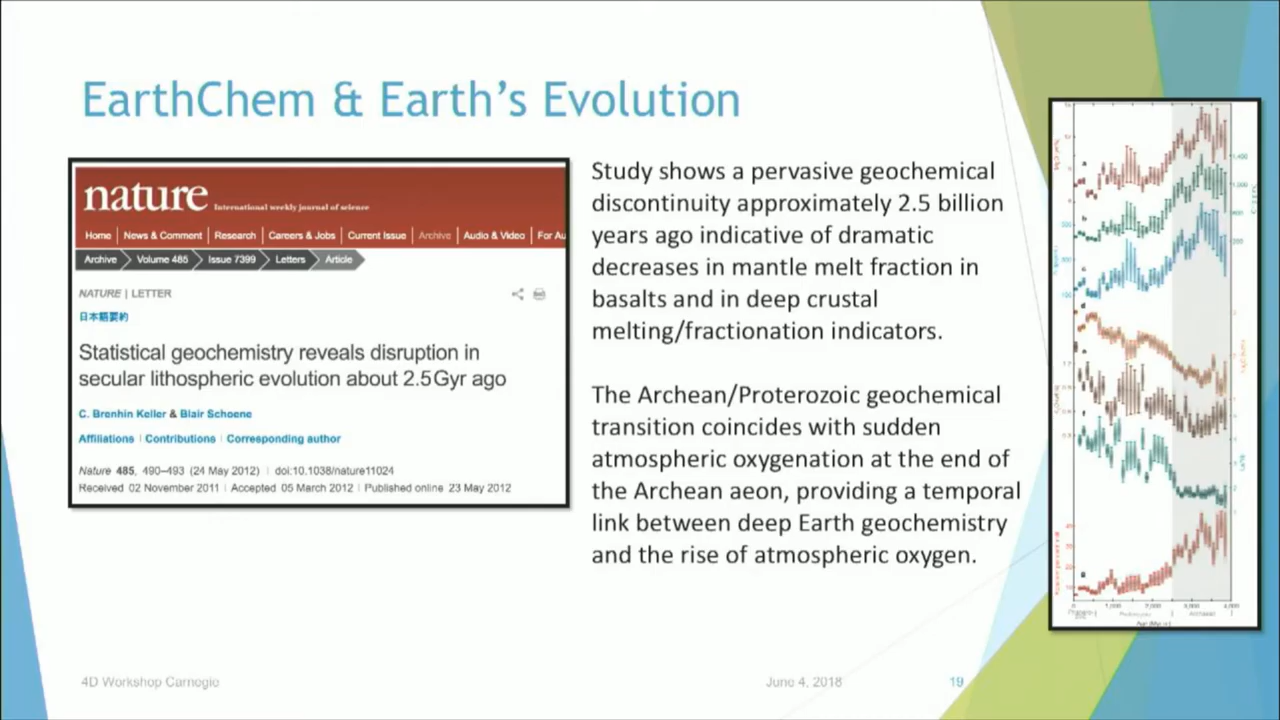 EarthChem & Earth's Evolution
nature International weekly journal of science
Home | News & Comment | Research | Careers & Jobs | Current Issue | Archive | Audio & Video | For Au
Archive Volume 485 Issue 7399 Letters Article
NATURE | LETTER
日本語要約
Statistical geochemistry reveals disruption in
secular lithospheric evolution about 2.5 Gyr ago
C. Brenhin Keller & Blair Schoene
Affiliations | Contributions | Corresponding author
Nature 485, 490–493 (24 May 2012) | doi:10.1038/nature11024
Received 02 November 2011 | Accepted 05 March 2012 | Published online 23 May 2012
Study shows a pervasive geochemical
discontinuity approximately 2.5 billion
years ago indicative of dramatic
decreases in mantle melt fraction in
basalts and in deep crustal
melting/fractionation indicators.
The Archean/Proterozoic geochemical
transition coincides with sudden
atmospheric oxygenation at the end of
the Archean aeon, providing a temporal
link between deep Earth geochemistry
and the rise of atmospheric oxygen.
4D Workshop Carnegie
June 4, 2018
19